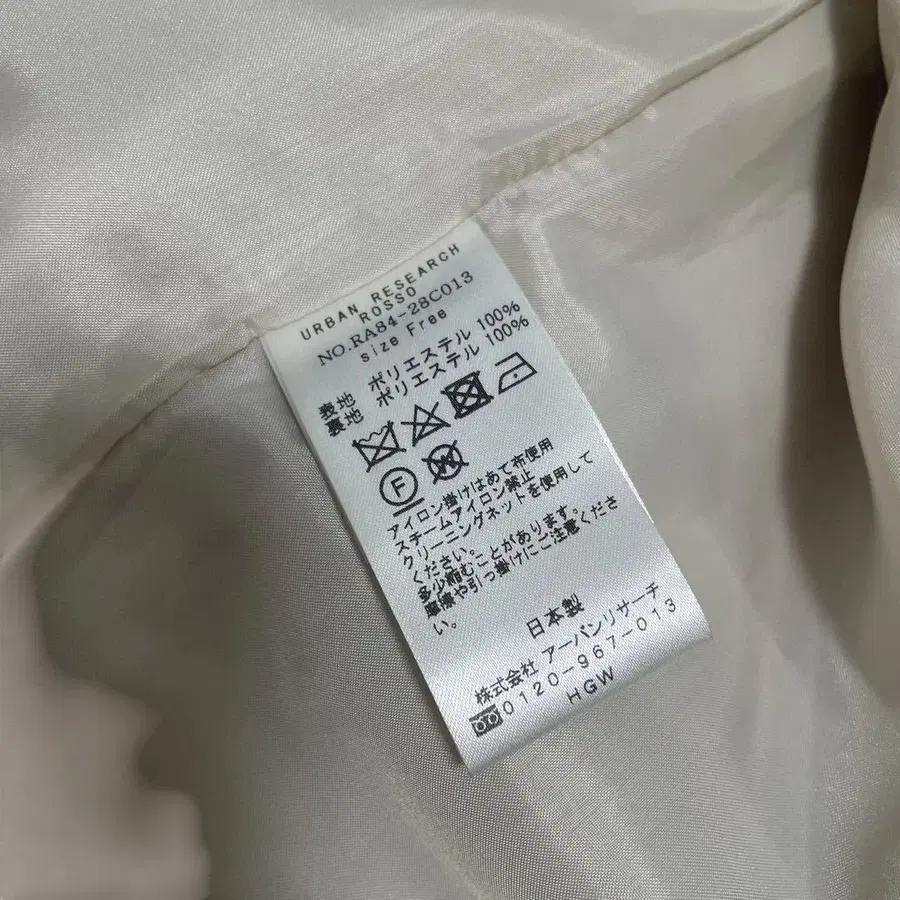 URBAN RESEARCH
ROSSO
NO.RA84-28C013
size Free
表地 ポリエステル 100%
裏地 ポリエステル 100%
F W
アイロン掛けはあて布使用
スチームアイロン禁止
クリーニングネットを使用して
ください。
多少縮むことがあります。
摩擦や引っ掛けにご注意くださ
い。
日本製
株式会社 アーバンリサーチ
0120-967-013
HGW